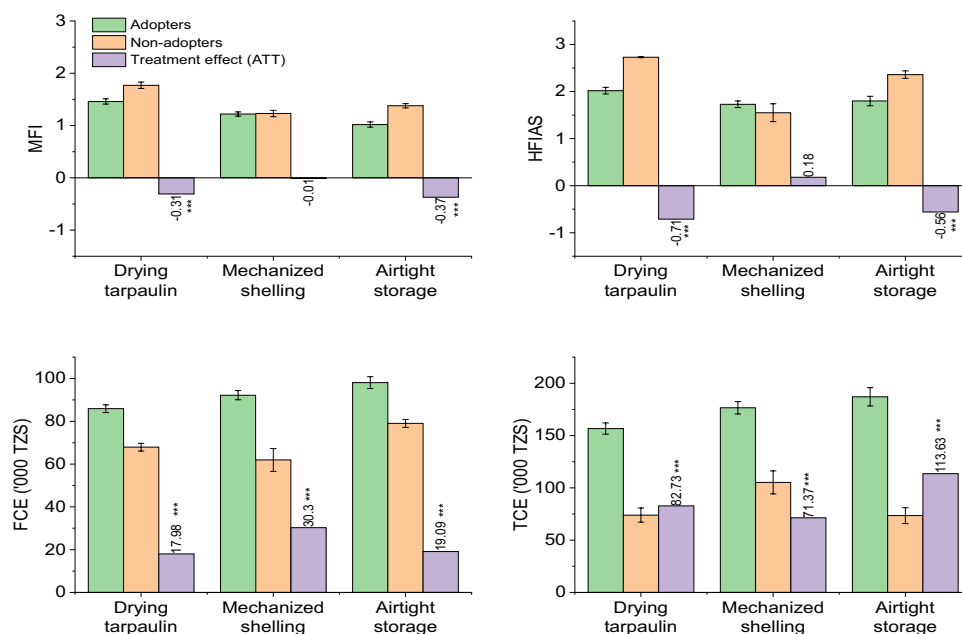 3
2
1
0
-1
MFI
Adopters
Non-adopters
Treatment effect (ATT)
-0.31
***
-0.01
-0.37
***
Drying
tarpaulin
Mechanized
shelling
Airtight
storage
3
2
1
0
-1
HFIAS
-0.71
***
0.18
-0.56
***
Drying
tarpaulin
Mechanized
shelling
Airtight
storage
100
80
60
40
20
0
FCE ('000 TZS)
17.98 ***
30.3 ***
19.09 ***
Drying
tarpaulin
Mechanized
shelling
Airtight
storage
200
150
100
50
0
TCE ('000 TZS)
82.73 ***
71.37 ***
113.63 ***
Drying
tarpaulin
Mechanized
shelling
Airtight
storage